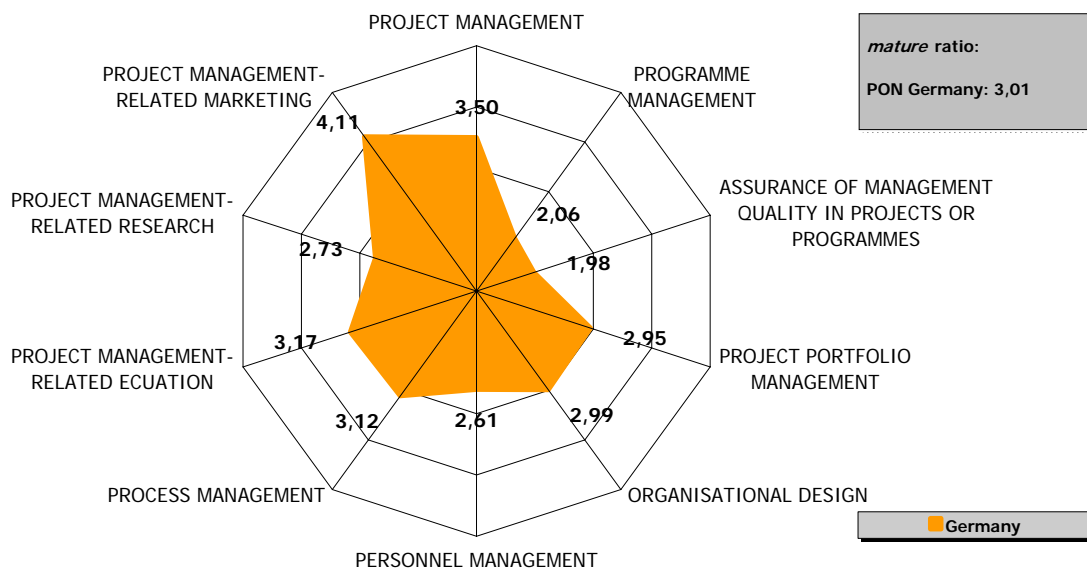 PROJECT MANAGEMENT
mature ratio:
PON Germany: 3,01
PROJECT MANAGEMENT-
RELATED MARKETING
PROGRAMME
MANAGEMENT
3,50
4,11
PROJECT MANAGEMENT-
RELATED RESEARCH
ASSURANCE OF MANAGEMENT
QUALITY IN PROJECTS OR
PROGRAMMES
2,06
2,73
1,98
PROJECT MANAGEMENT-
RELATED ECUATION
3,17
2,95
PROJECT PORTFOLIO
MANAGEMENT
3,12
2,61
2,99
PROCESS MANAGEMENT
ORGANISATIONAL DESIGN
Germany
PERSONNEL MANAGEMENT